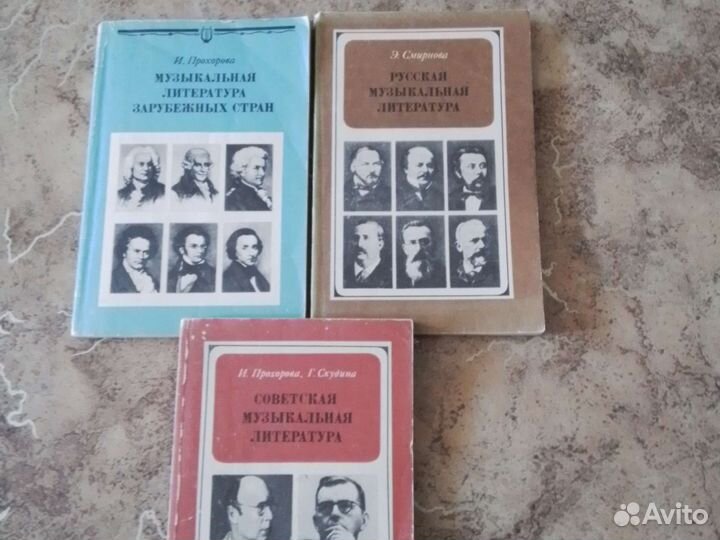 И. Прохорова
МУЗЫКАЛЬНАЯ
ЛИТЕРАТУРА
ЗАРУБЕЖНЫХ СТРАН
Э. Смирнова
РУССКАЯ
МУЗЫКАЛЬНАЯ
ЛИТЕРАТУРА
И. Прохорова, Г. Скудина
СОВЕТСКАЯ
МУЗЫКАЛЬНАЯ
ЛИТЕРАТУРА
Avito